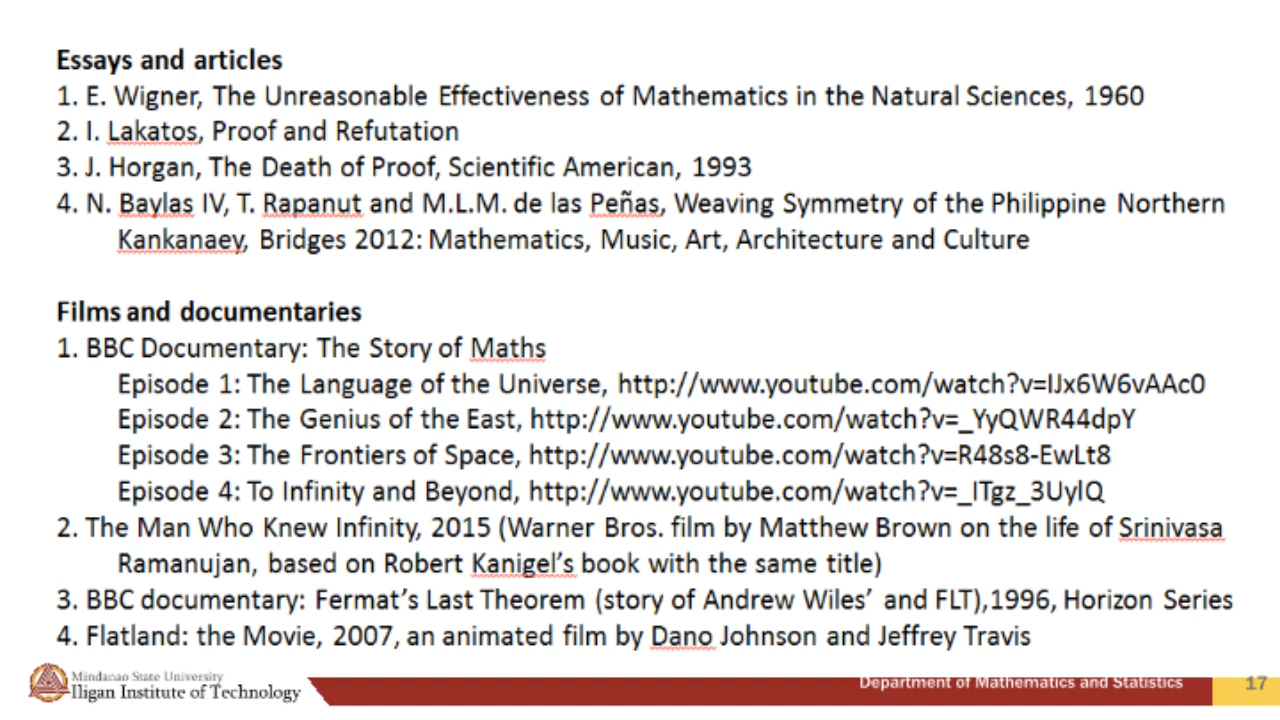 Essays and articles
1. E. Wigner, The Unreasonable Effectiveness of Mathematics in the Natural Sciences, 1960
2. I. Lakatos, Proof and Refutation
3. J. Horgan, The Death of Proof, Scientific American, 1993
4. N. Baylas IV, T. Rapanut and M.L.M. de las Peñas, Weaving Symmetry of the Philippine Northern
Kankanaey, Bridges 2012: Mathematics, Music, Art, Architecture and Culture
Films and documentaries
1. BBC Documentary: The Story of Maths
Episode 1: The Language of the Universe, http://www.youtube.com/watch?v=IJx6W6vAAc0
Episode 2: The Genius of the East, http://www.youtube.com/watch?v=_YyQWR44dpY
Episode 3: The Frontiers of Space, http://www.youtube.com/watch?v=R48s8-EwLt8
Episode 4: To Infinity and Beyond, http://www.youtube.com/watch?v=_ITgz_3UylQ
2. The Man Who Knew Infinity, 2015 (Warner Bros. film by Matthew Brown on the life of Srinivasa
Ramanujan, based on Robert Kanigel’s book with the same title)
3. BBC documentary: Fermat’s Last Theorem (story of Andrew Wiles’ and FLT),1996, Horizon Series
4. Flatland: the Movie, 2007, an animated film by Dano Johnson and Jeffrey Travis
Mindanao State University
Iligan Institute of Technology
Department of Mathematics and Statistics
17